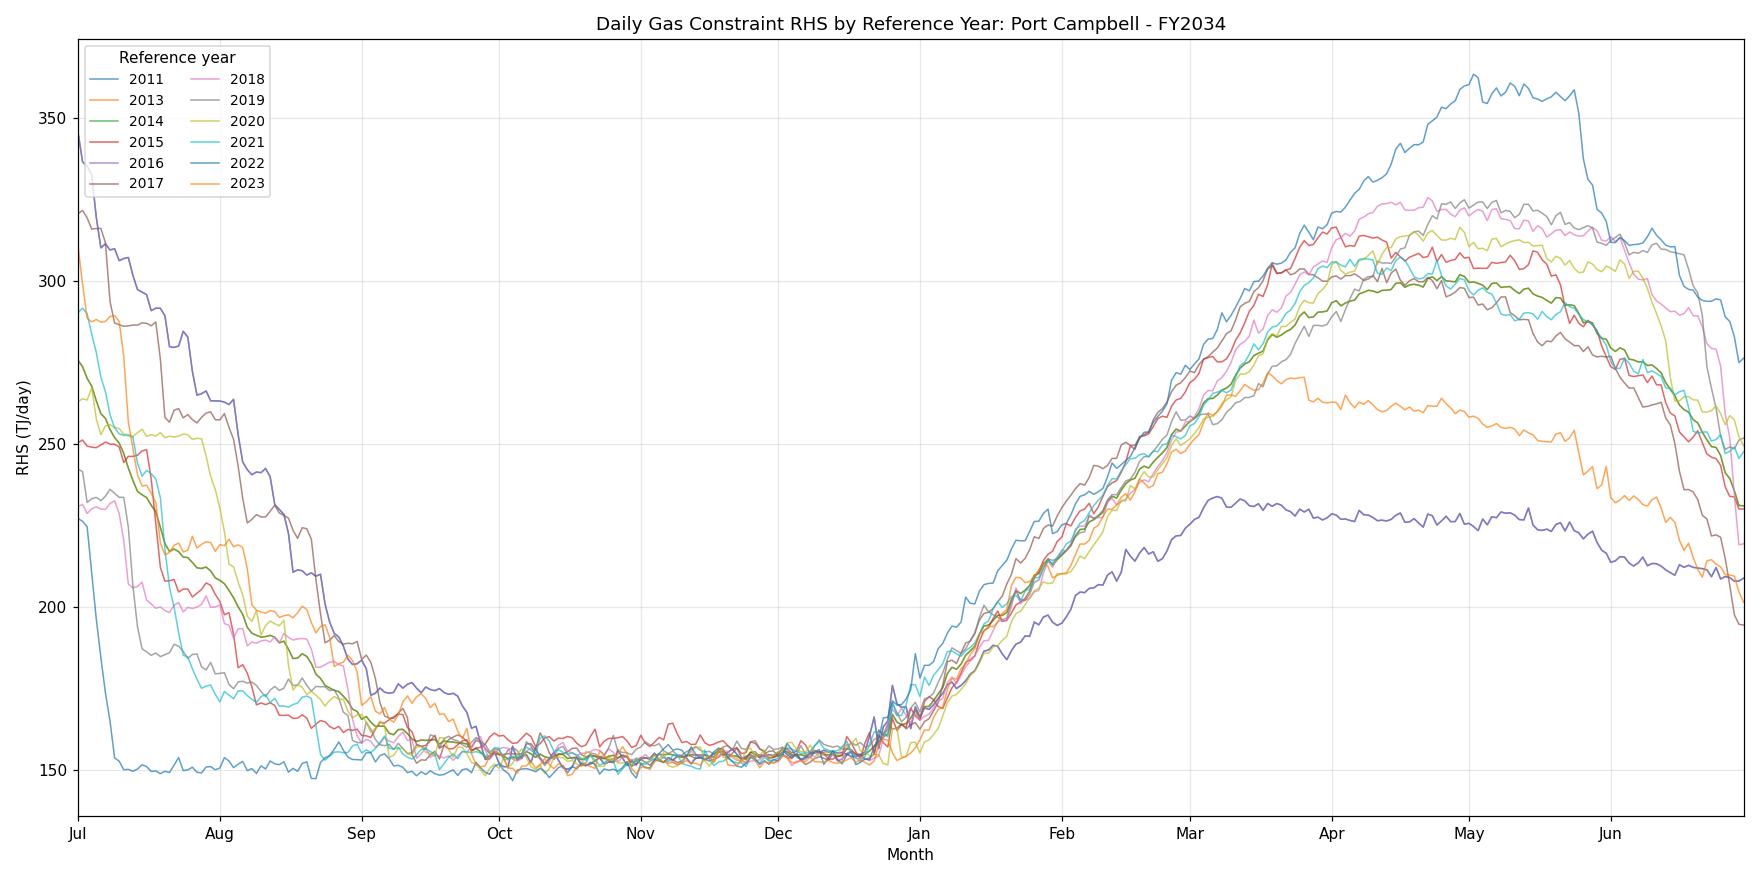 Daily Gas Constraint RHS by Reference Year: Port Campbell - FY2034
Reference year
2011
2013
2014
2015
2016
2017
2018
2019
2020
2021
2022
2023
RHS (TJ/day)
350
300
250
200
150
Jul
Aug
Sep
Oct
Nov
Dec
Jan
Feb
Mar
Apr
May
Jun
Month